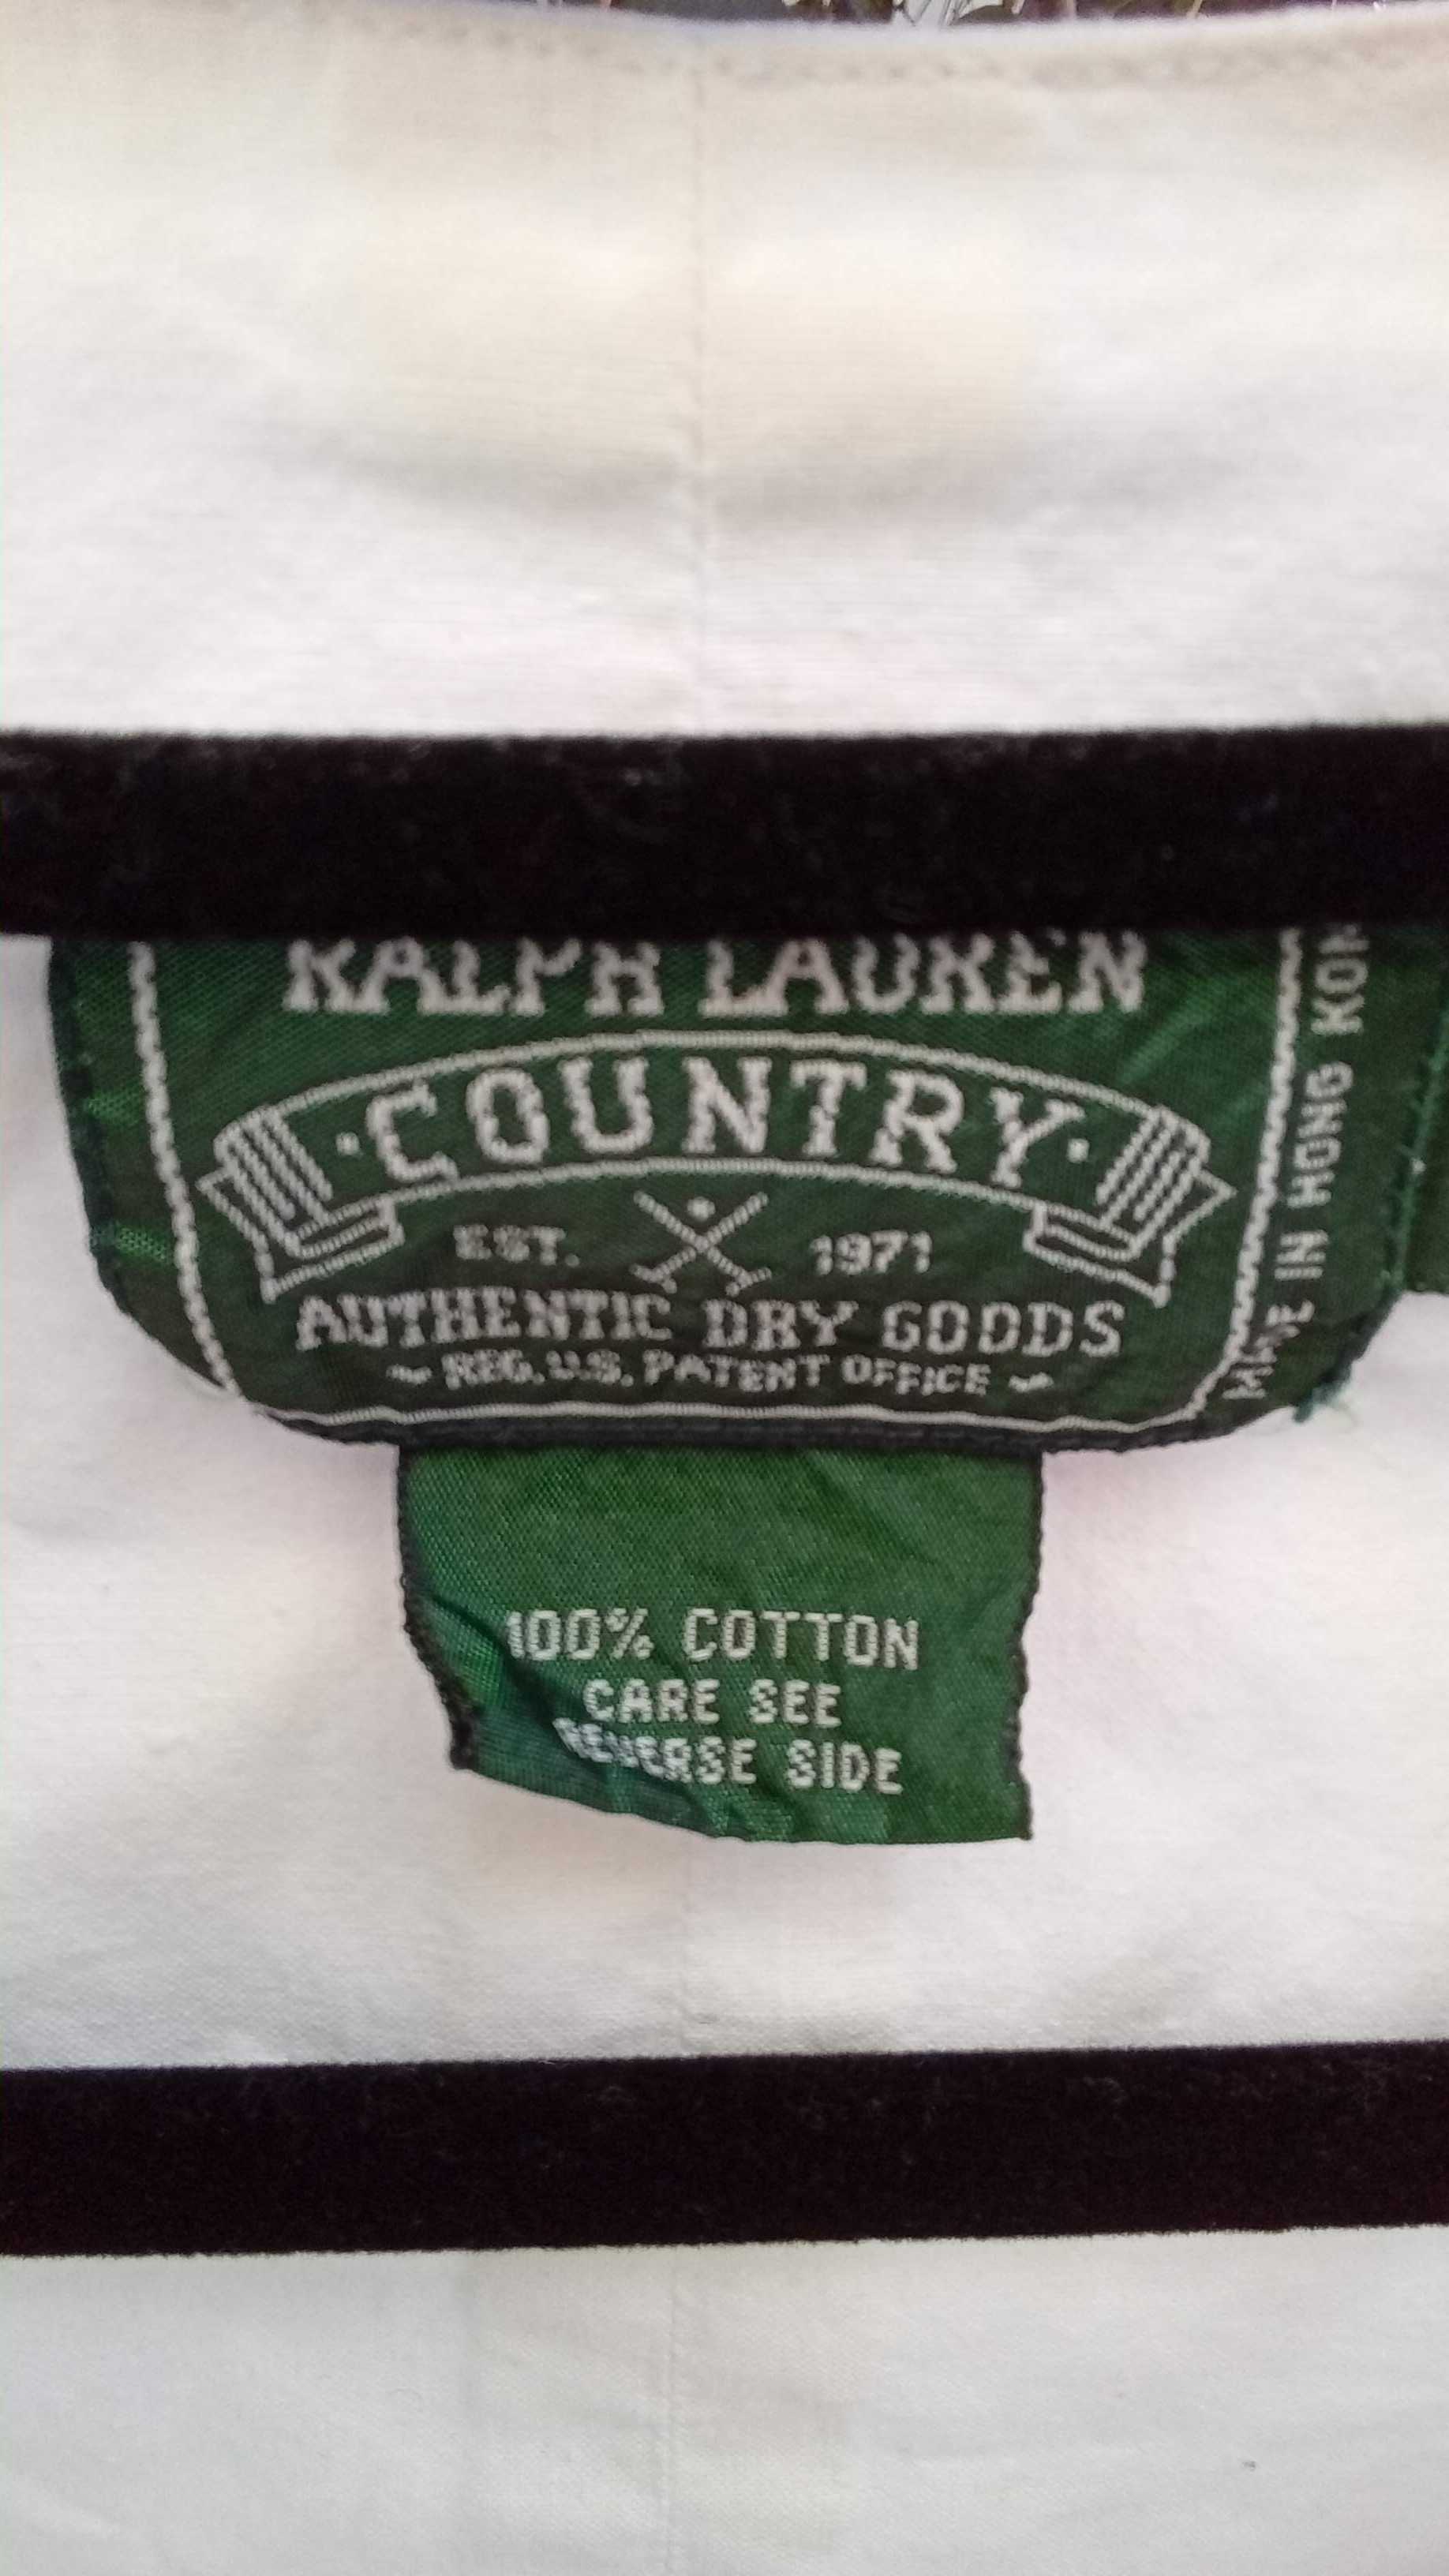 RALPH LAUREN
·COUNTRY·
EST. 1971
AUTHENTIC DRY GOODS
~ REG. U.S. PATENT OFFICE ~
MADE IN HONG KON
100% COTTON
CARE SEE
REVERSE SIDE